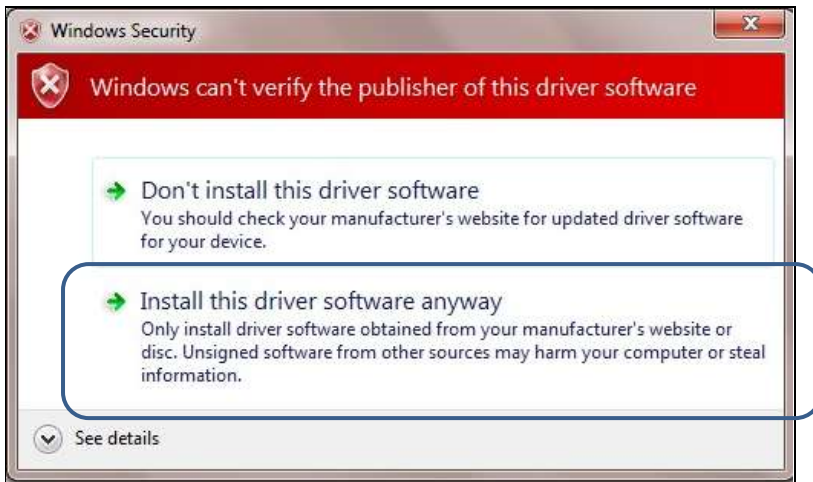 Windows Security
Windows can't verify the publisher of this driver software
Don't install this driver software
You should check your manufacturer's website for updated driver software
for your device.
Install this driver software anyway
Only install driver software obtained from your manufacturer's website or
disc. Unsigned software from other sources may harm your computer or steal
information.
See details